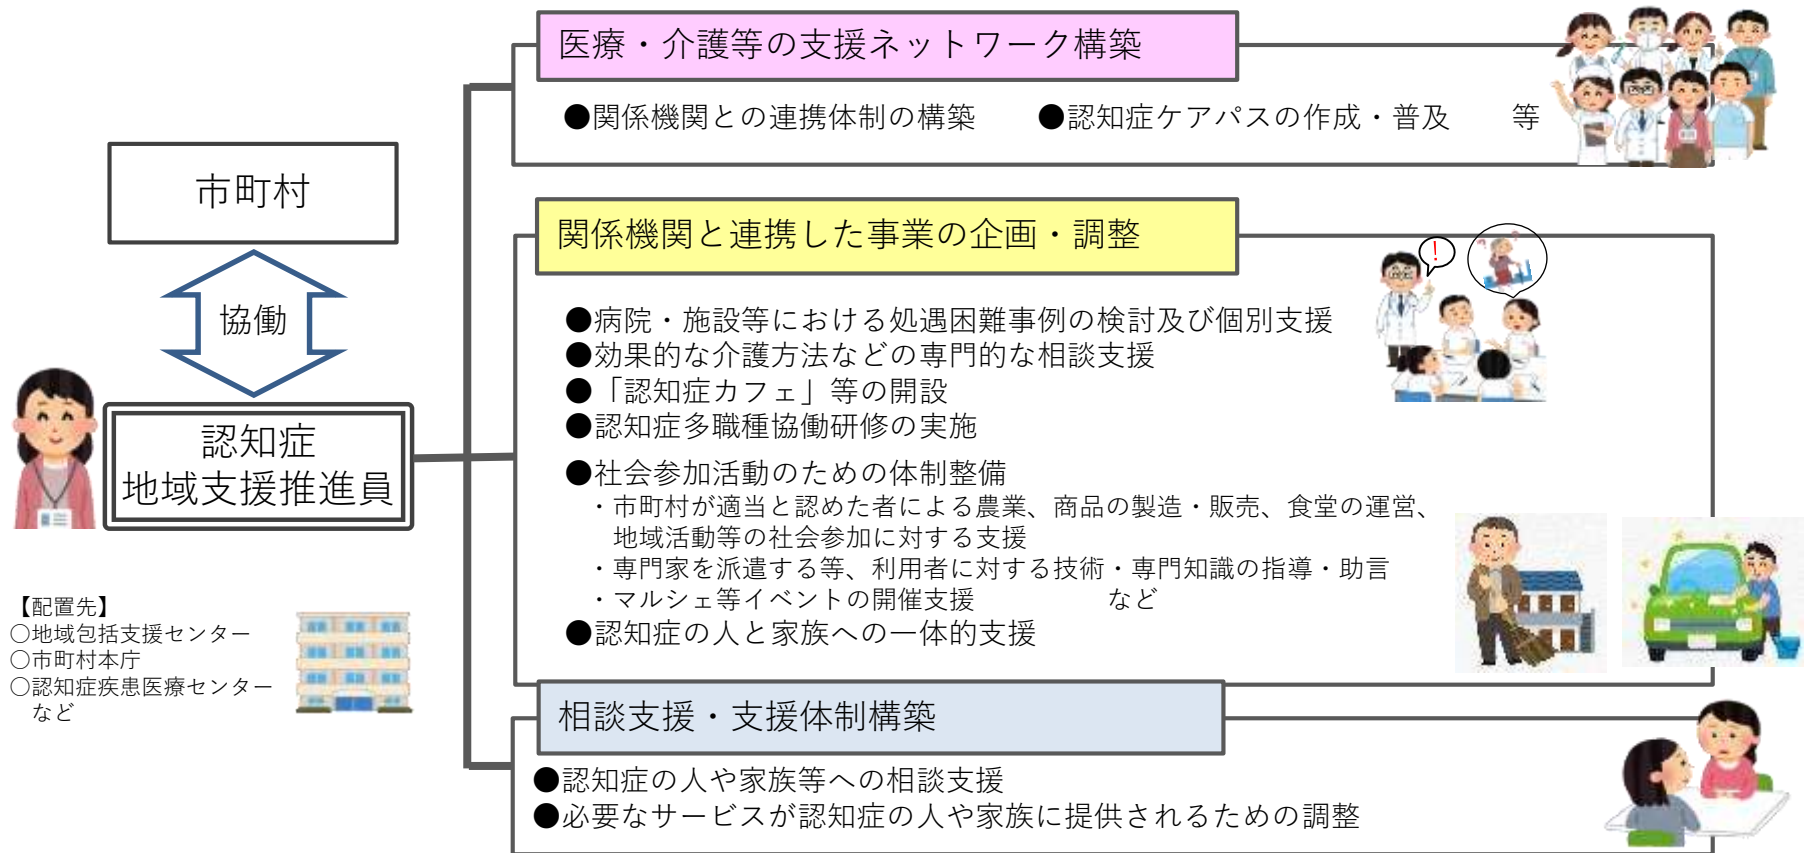 市町村
協働
認知症
地域支援推進員
【配置先】
○地域包括支援センター
○市町村本庁
○認知症疾患医療センター
など
医療・介護等の支援ネットワーク構築
●関係機関との連携体制の構築　●認知症ケアパスの作成・普及　等
関係機関と連携した事業の企画・調整
!
●病院・施設等における処遇困難事例の検討及び個別支援
●効果的な介護方法などの専門的な相談支援
●「認知症カフェ」等の開設
●認知症多職種協働研修の実施
●社会参加活動のための体制整備
・市町村が適当と認めた者による農業、商品の製造・販売、食堂の運営、
地域活動等の社会参加に対する支援
・専門家を派遣する等、利用者に対する技術・専門知識の指導・助言
・マルシェ等イベントの開催支援　など
●認知症の人と家族への一体的支援
相談支援・支援体制構築
●認知症の人や家族等への相談支援
●必要なサービスが認知症の人や家族に提供されるための調整